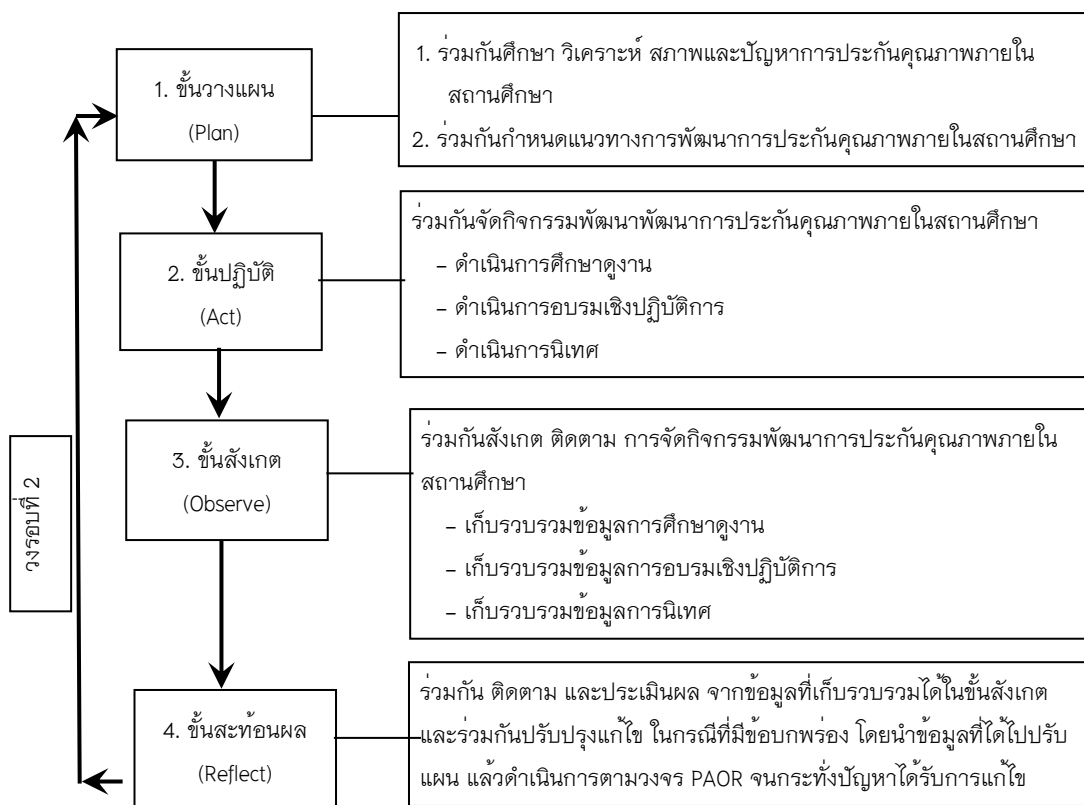 1. ขั้นวางแผน
(Plan)
1. ร่วมกันศึกษา วิเคราะห์ สภาพและปัญหาการประกันคุณภาพภายใน
สถานศึกษา
2. ร่วมกันกำหนดแนวทางการพัฒนาการประกันคุณภาพภายในสถานศึกษา
2. ขั้นปฏิบัติ
(Act)
ร่วมกันจัดกิจกรรมพัฒนาพัฒนาการประกันคุณภาพภายในสถานศึกษา
– ดำเนินการศึกษาดูงาน
– ดำเนินการอบรมเชิงปฏิบัติการ
– ดำเนินการนิเทศ
3. ขั้นสังเกต
(Observe)
ร่วมกันสังเกต ติดตาม การจัดกิจกรรมพัฒนาการประกันคุณภาพภายใน
สถานศึกษา
– เก็บรวบรวมข้อมูลการศึกษาดูงาน
– เก็บรวบรวมข้อมูลการอบรมเชิงปฏิบัติการ
– เก็บรวบรวมข้อมูลการนิเทศ
วงรอบที่ 2
4. ขั้นสะท้อนผล
(Reflect)
ร่วมกัน ติดตาม และประเมินผล จากข้อมูลที่เก็บรวบรวมได้ในขั้นสังเกต
และร่วมกันปรับปรุงแก้ไข ในกรณีที่มีข้อบกพร่อง โดยนำข้อมูลที่ได้ไปปรับ
แผน แล้วดำเนินการตามวงจร PAOR จนกระทั่งปัญหาได้รับการแก้ไข